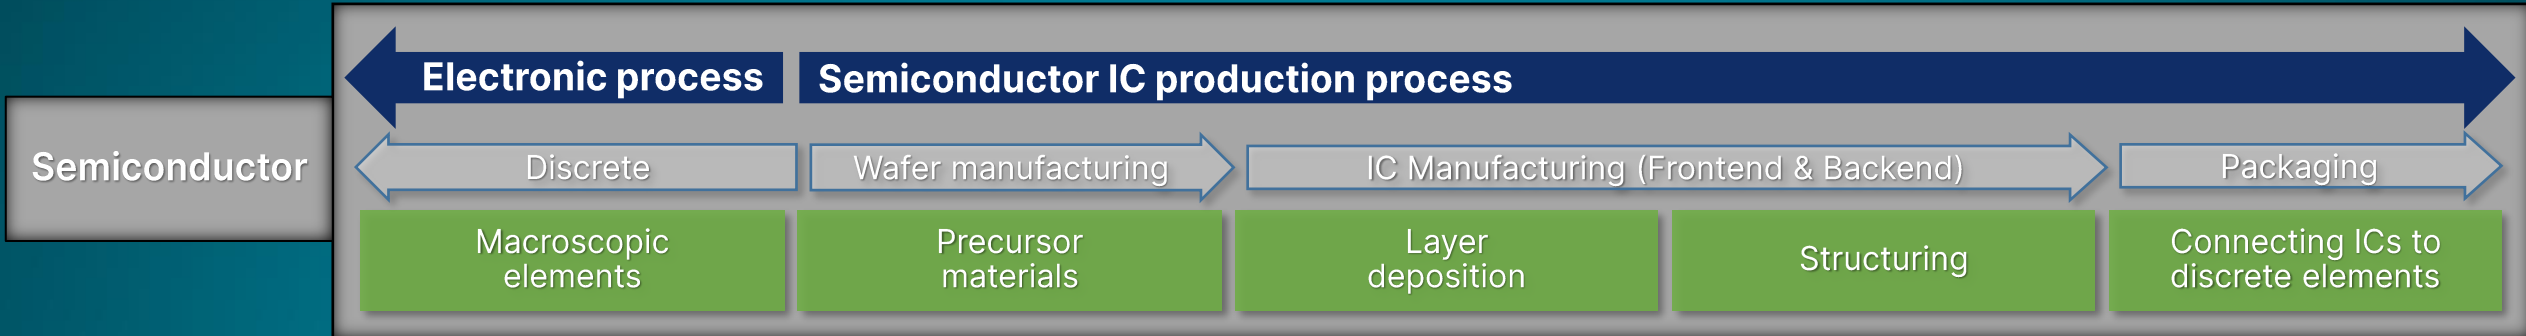 Electronic process
Semiconductor IC production process
Semiconductor
Discrete
Wafer manufacturing
IC Manufacturing (Frontend & Backend)
Packaging
Macroscopic
elements
Precursor
materials
Layer
deposition
Structuring
Connecting ICs to
discrete elements